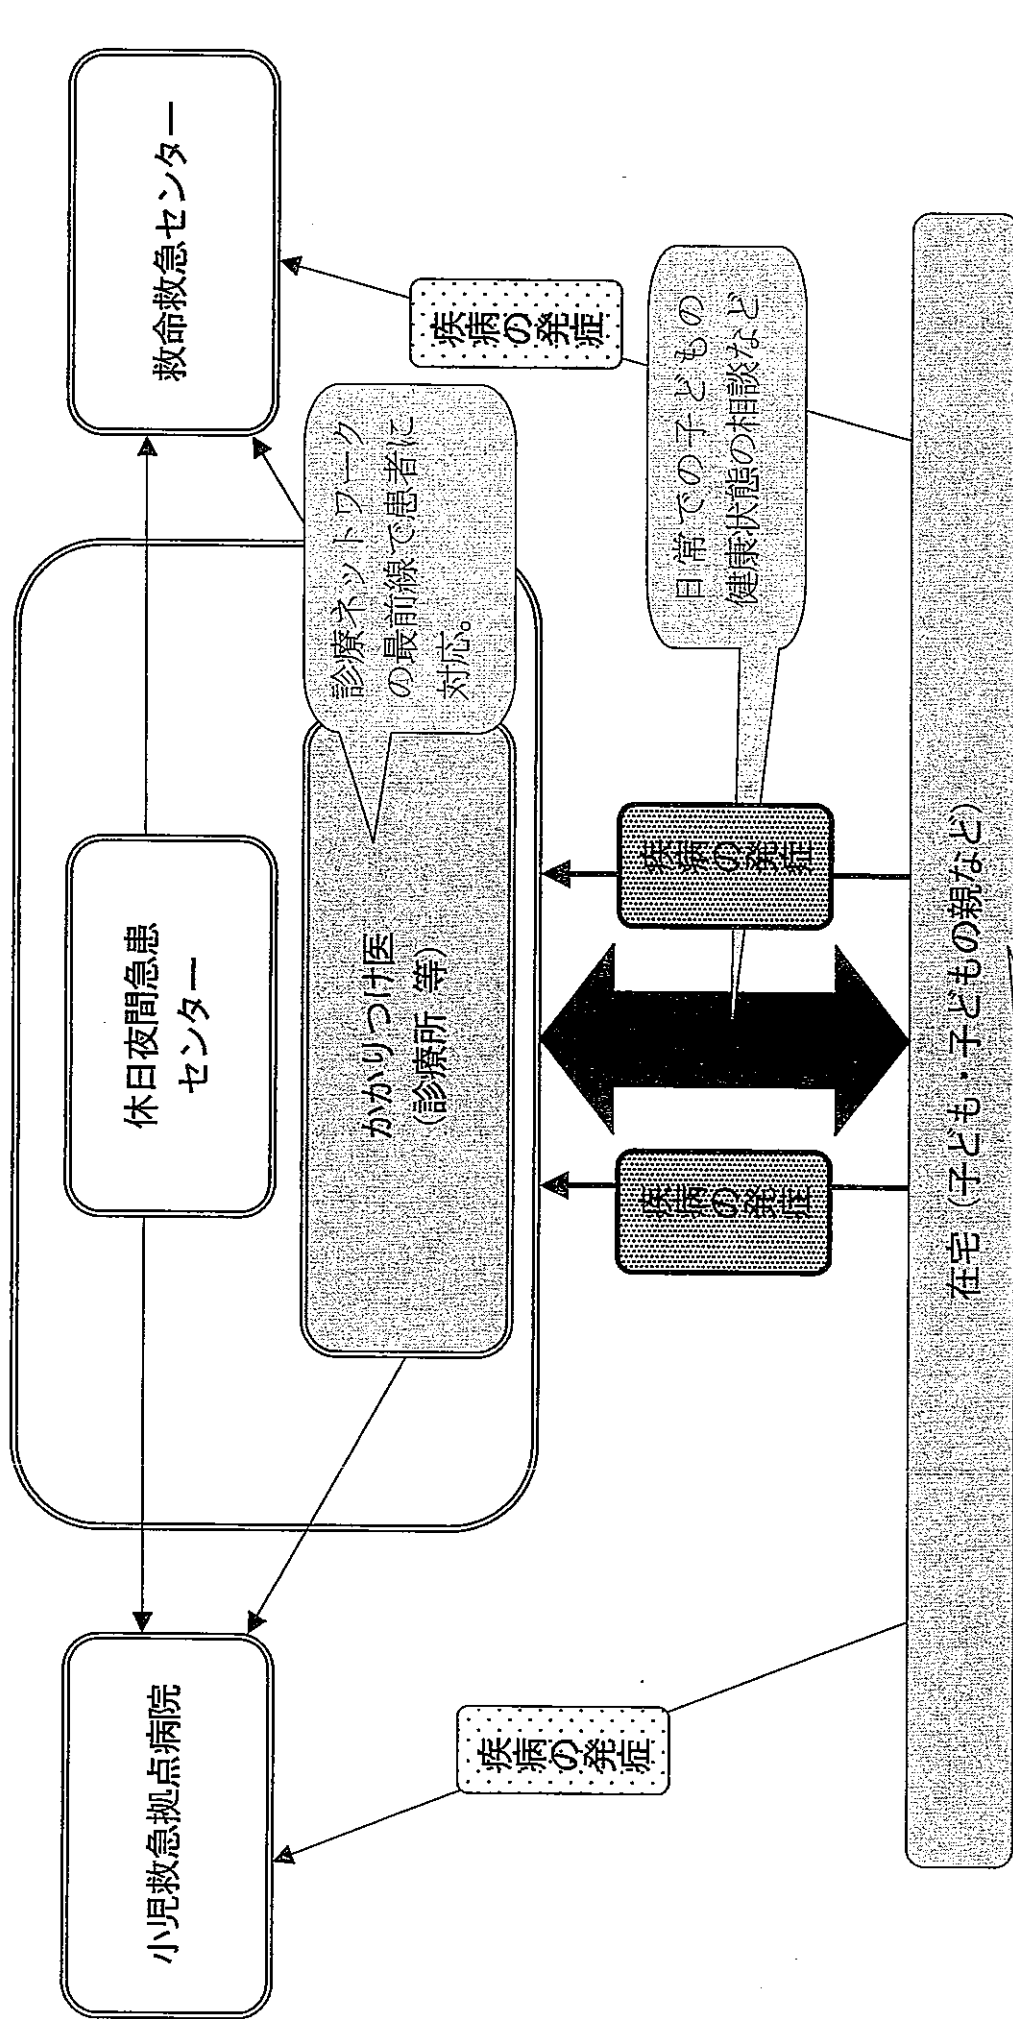 小児救急拠点病院
休日夜間急患
センター
救命救急センター
かかりつけ医
（診療所 等）
診療ネットワーク
の最前線で患者に
対応。
疾病の発症
疾病の発症
疾病の発症
疾病の発症
日常での子どもの
健康状態の相談など
在宅（子ども・子どもの親など）